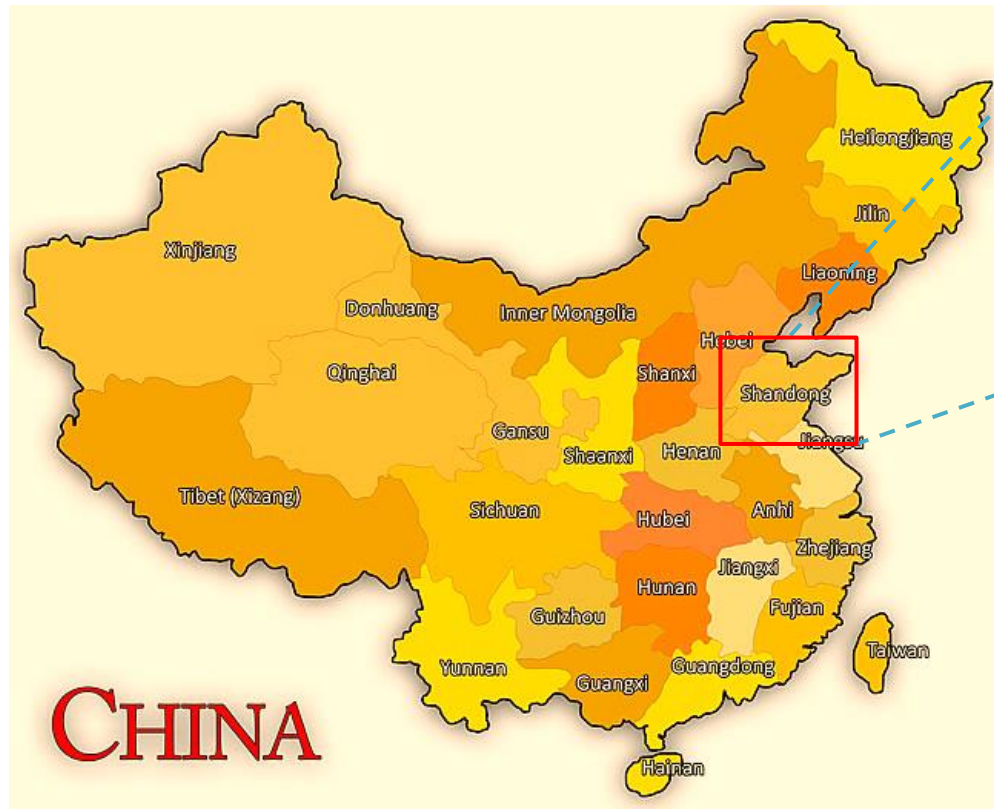 Heilongjiang
Jilin
Xinjiang
Liaoning
Donhuang
Inner Mongolia
Hebei
Qinghai
Shanxi
Shandong
Gansu
Jiangsu
Henan
Shaanxi
Tibet (Xizang)
Sichuan
Anhi
Hubei
Zhejiang
Jiangxi
Hunan
Fujian
Guizhou
Taiwan
Yunnan
Guangdong
Guangxi
CHINA
Hainan